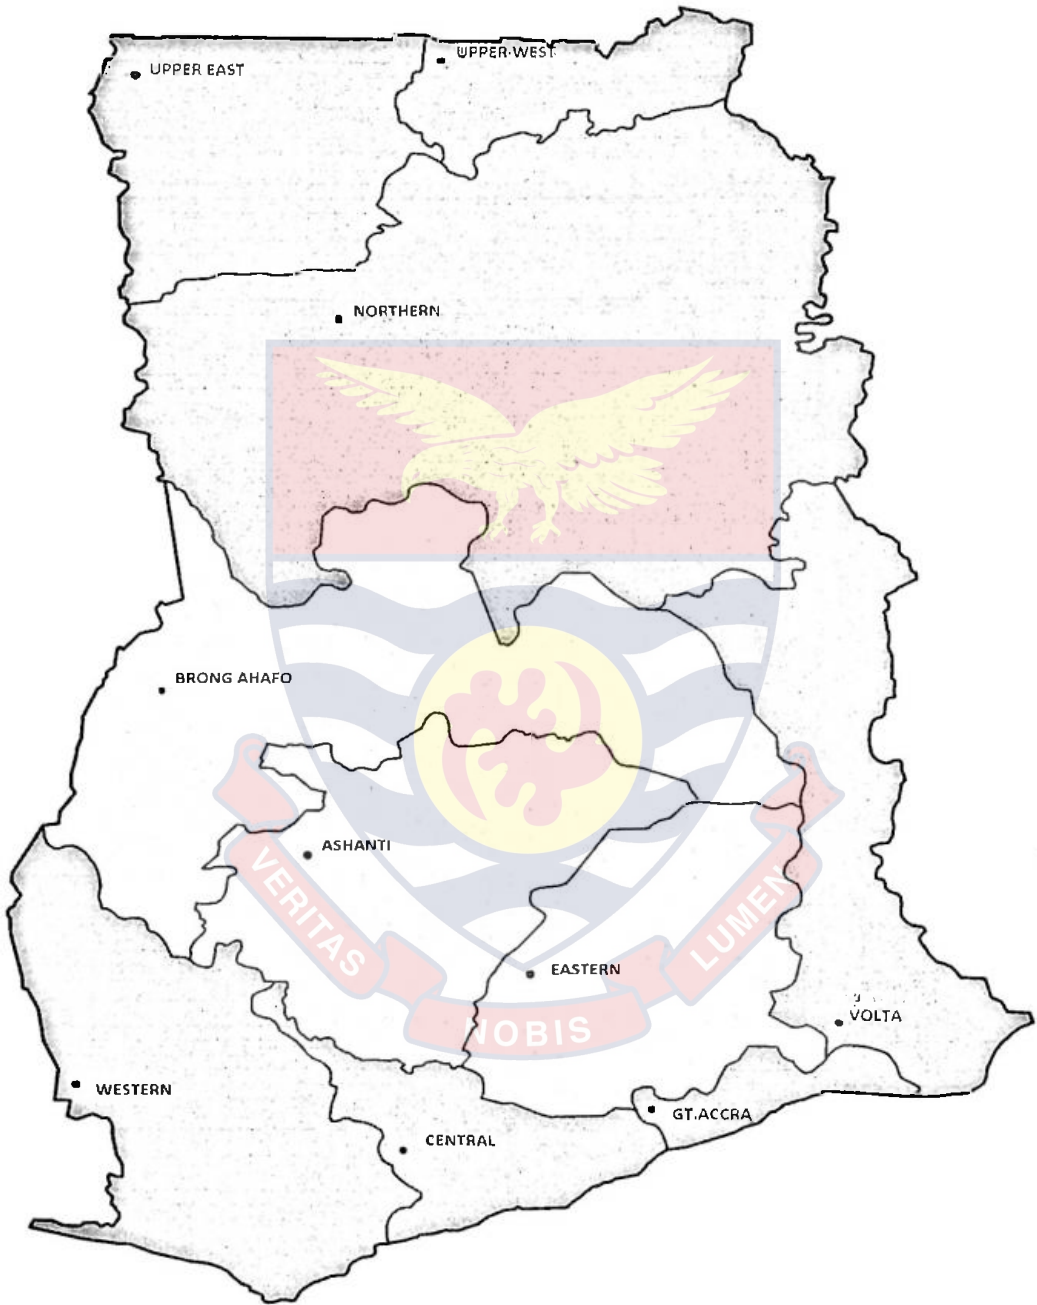 UPPER WEST
UPPER EAST
NORTHERN
BRONG AHAFO
ASHANTI
VERITAS
LUMEN
EASTERN
VOLTA
NOBIS
WESTERN
GT.ACCRA
CENTRAL